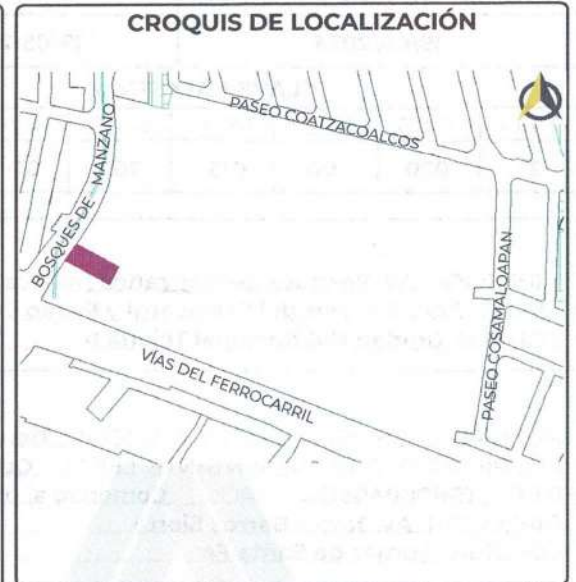 CROQUIS DE LOCALIZACIÓN
PASEO COATZACOALCOS
BOSQUES DE MANZANO
PASEO COSAMALOAPAN
VÍAS DEL FERROCARRIL